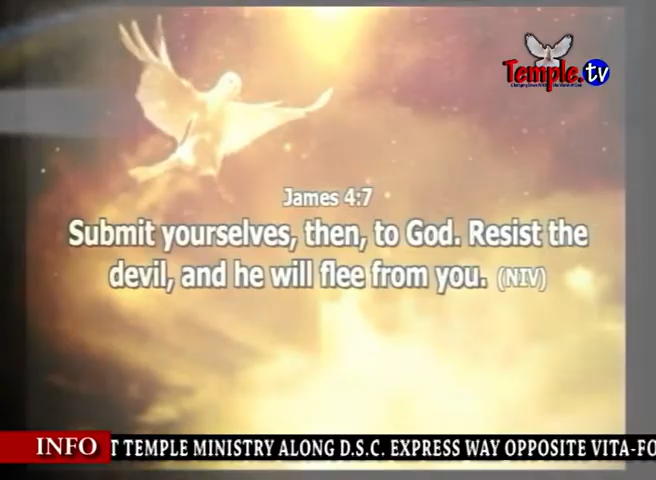 Temple.tv
James 4:7
Submit yourselves, then, to God. Resist the
devil, and he will flee from you. (NIV)
INFO
T TEMPLE MINISTRY ALONG D.S.C. EXPRESS WAY OPPOSITE VITA-FO